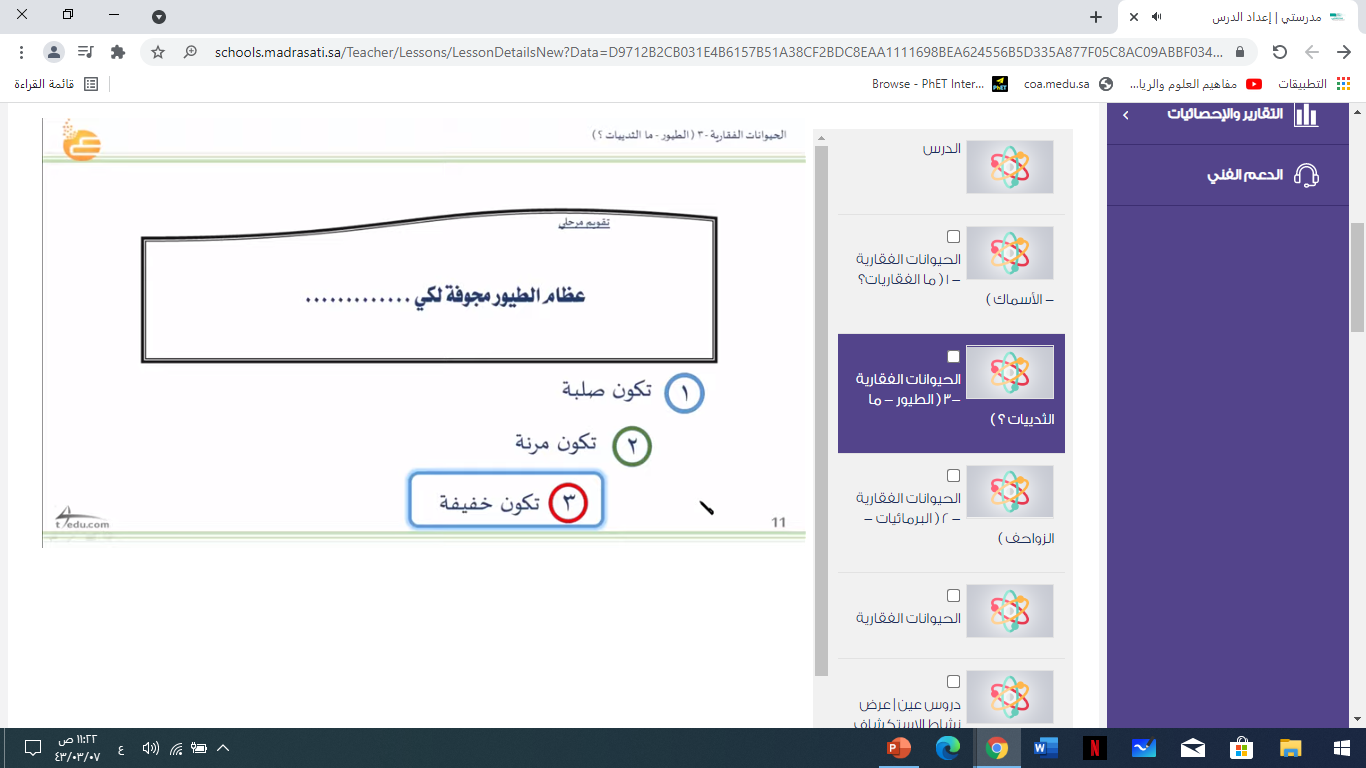 مدرستي | إعداد الدرس
schools.madrasati.sa/Teacher/Lessons/LessonDetailsNew?Data=D9712B2CB031E4B6157B51A38CF2BDC8EAA1111698BEA624556B5D335A877F05C8AC09ABBF034...
التطبيقات
مفاهيم العلوم والريا...
coa.medu.sa
Browse - PhET Inter...
قائمة القراءة
التقارير والإحصائيات
الدعم الفني
الدرس
الحيوانات الفقارية
– ١ ( ما الفقاريات؟
– الأسماك )
الحيوانات الفقارية
–٣ ( الطيور – ما
الثدييات ؟ )
الحيوانات الفقارية
– ٢ ( البرمائيات –
الزواحف )
الحيوانات الفقارية
دروس عين | عرض
نشاط الاستكشاف
الحيوانات الفقارية -٣ ( الطيور - ما الثدييات ؟ )
تقويم مرحلي
عظام الطيور مجوفة لكي .............
١ تكون صلبة
٢ تكون مرنة
٣ تكون خفيفة
t4edu.com
11
ع
١١:٢٢ ص
٤٣/٠٣/٠٧